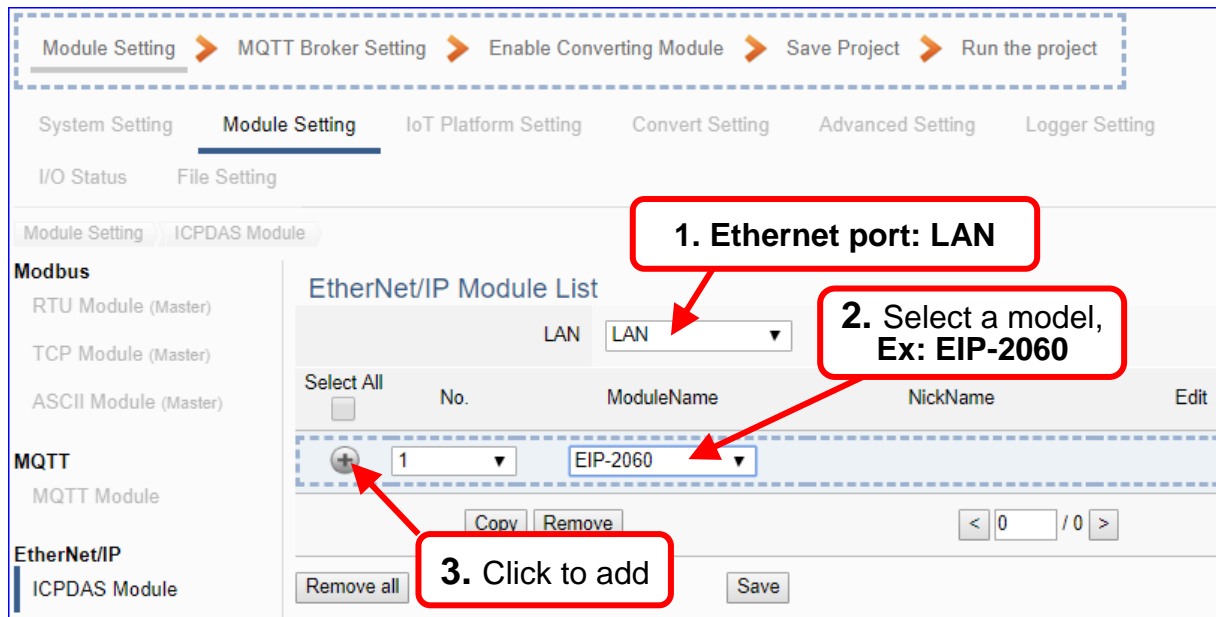 Module Setting MQTT Broker Setting Enable Converting Module Save Project Run the project
System Setting Module Setting IoT Platform Setting Convert Setting Advanced Setting Logger Setting
I/O Status File Setting
Module Setting ICPDAS Module
1. Ethernet port: LAN
Modbus
RTU Module (Master)
TCP Module (Master)
ASCII Module (Master)
MQTT
MQTT Module
EtherNet/IP
ICPDAS Module
EtherNet/IP Module List
LAN LAN
2. Select a model,
Ex: EIP-2060
Select All No. ModuleName NickName Edit
1 EIP-2060
Copy Remove < 0 / 0 >
3. Click to add
Remove all Save